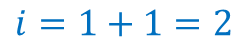 i = 1 + 1 = 2